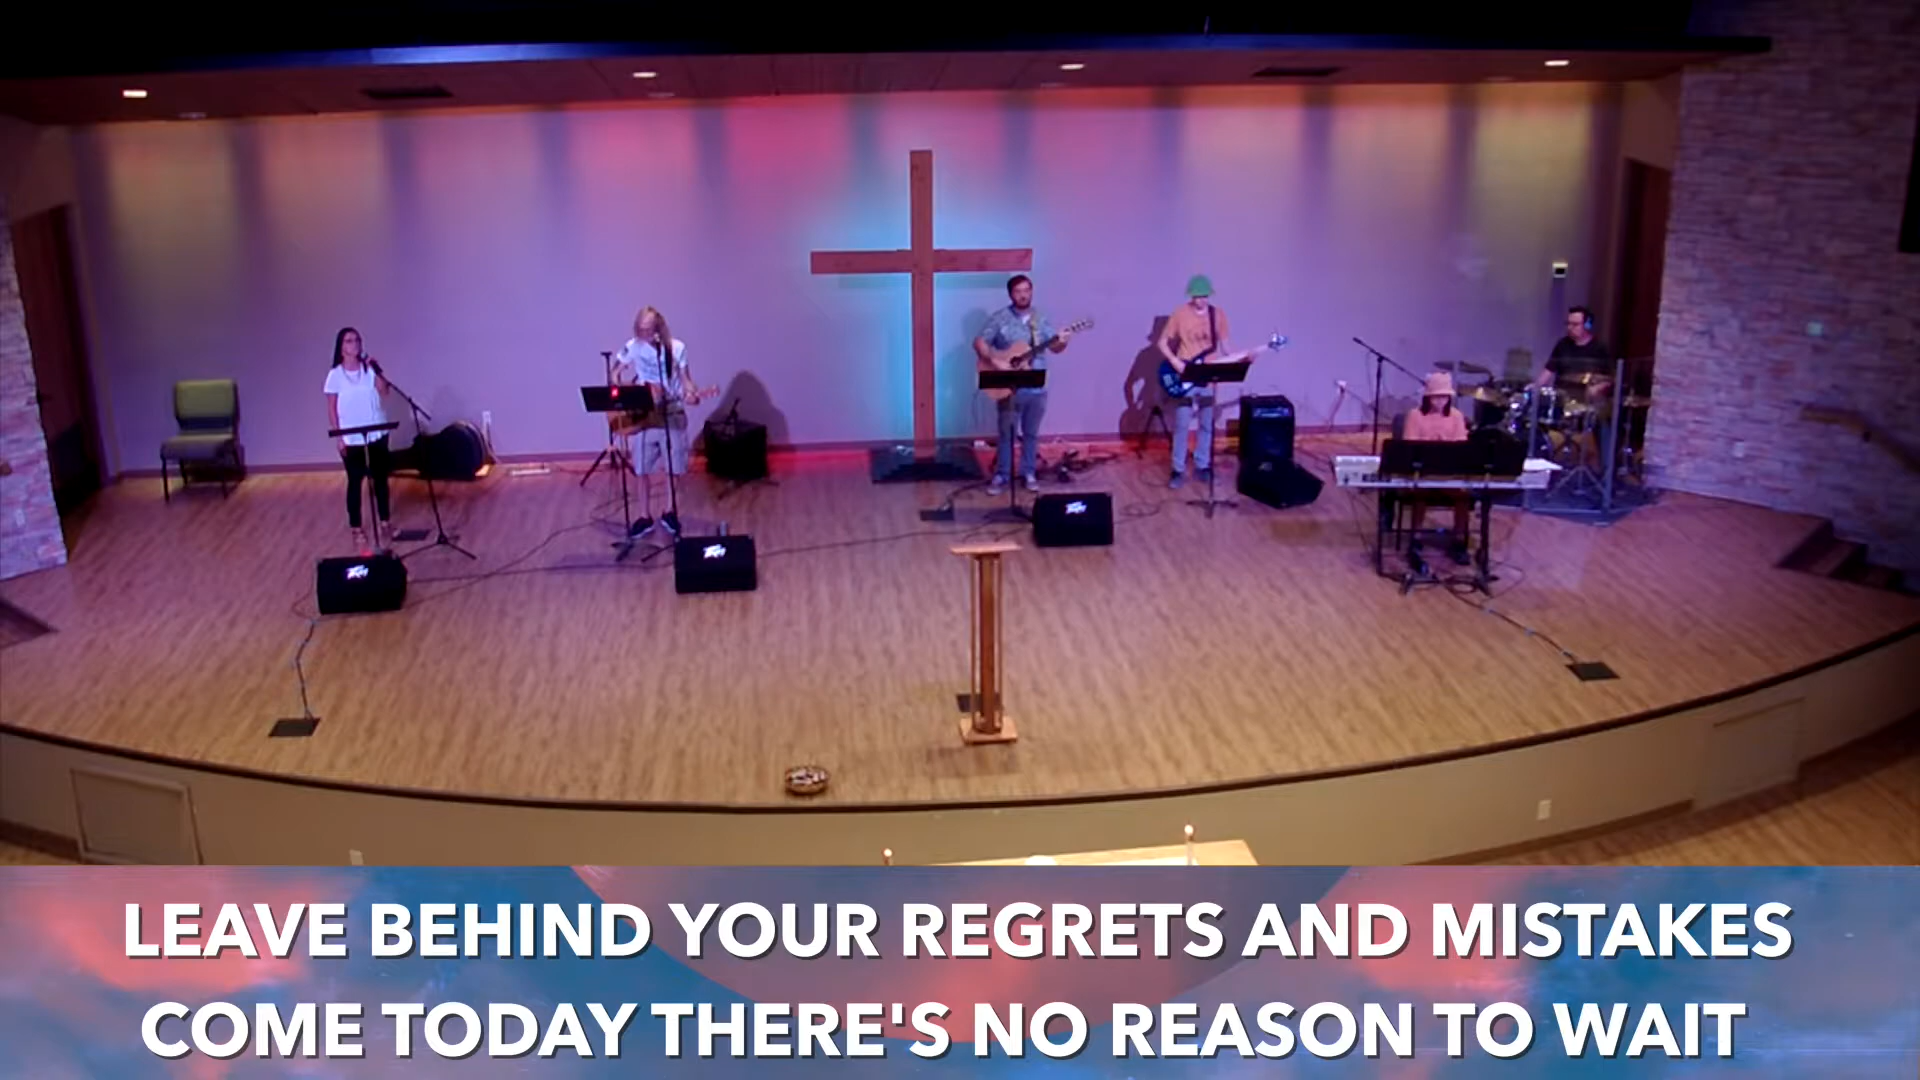 LEAVE BEHIND YOUR REGRETS AND MISTAKES
COME TODAY THERE'S NO REASON TO WAIT